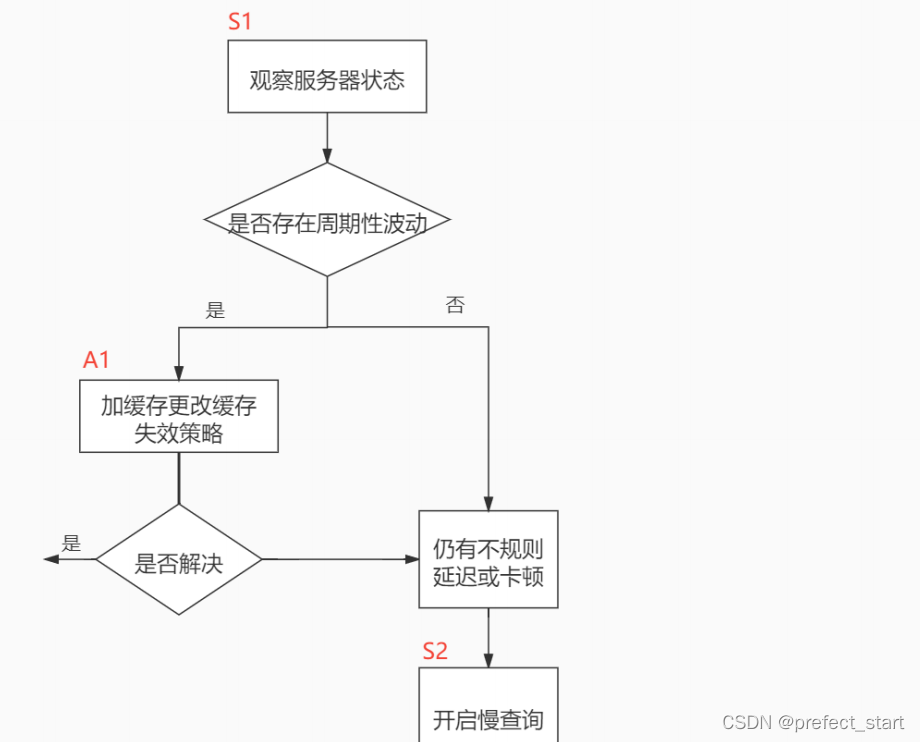 S1
观察服务器状态
是否存在周期性波动
是
否
A1
加缓存更改缓存
失效策略
是
是否解决
仍有不规则
延迟或卡顿
S2
开启慢查询
CSDN @prefect_start